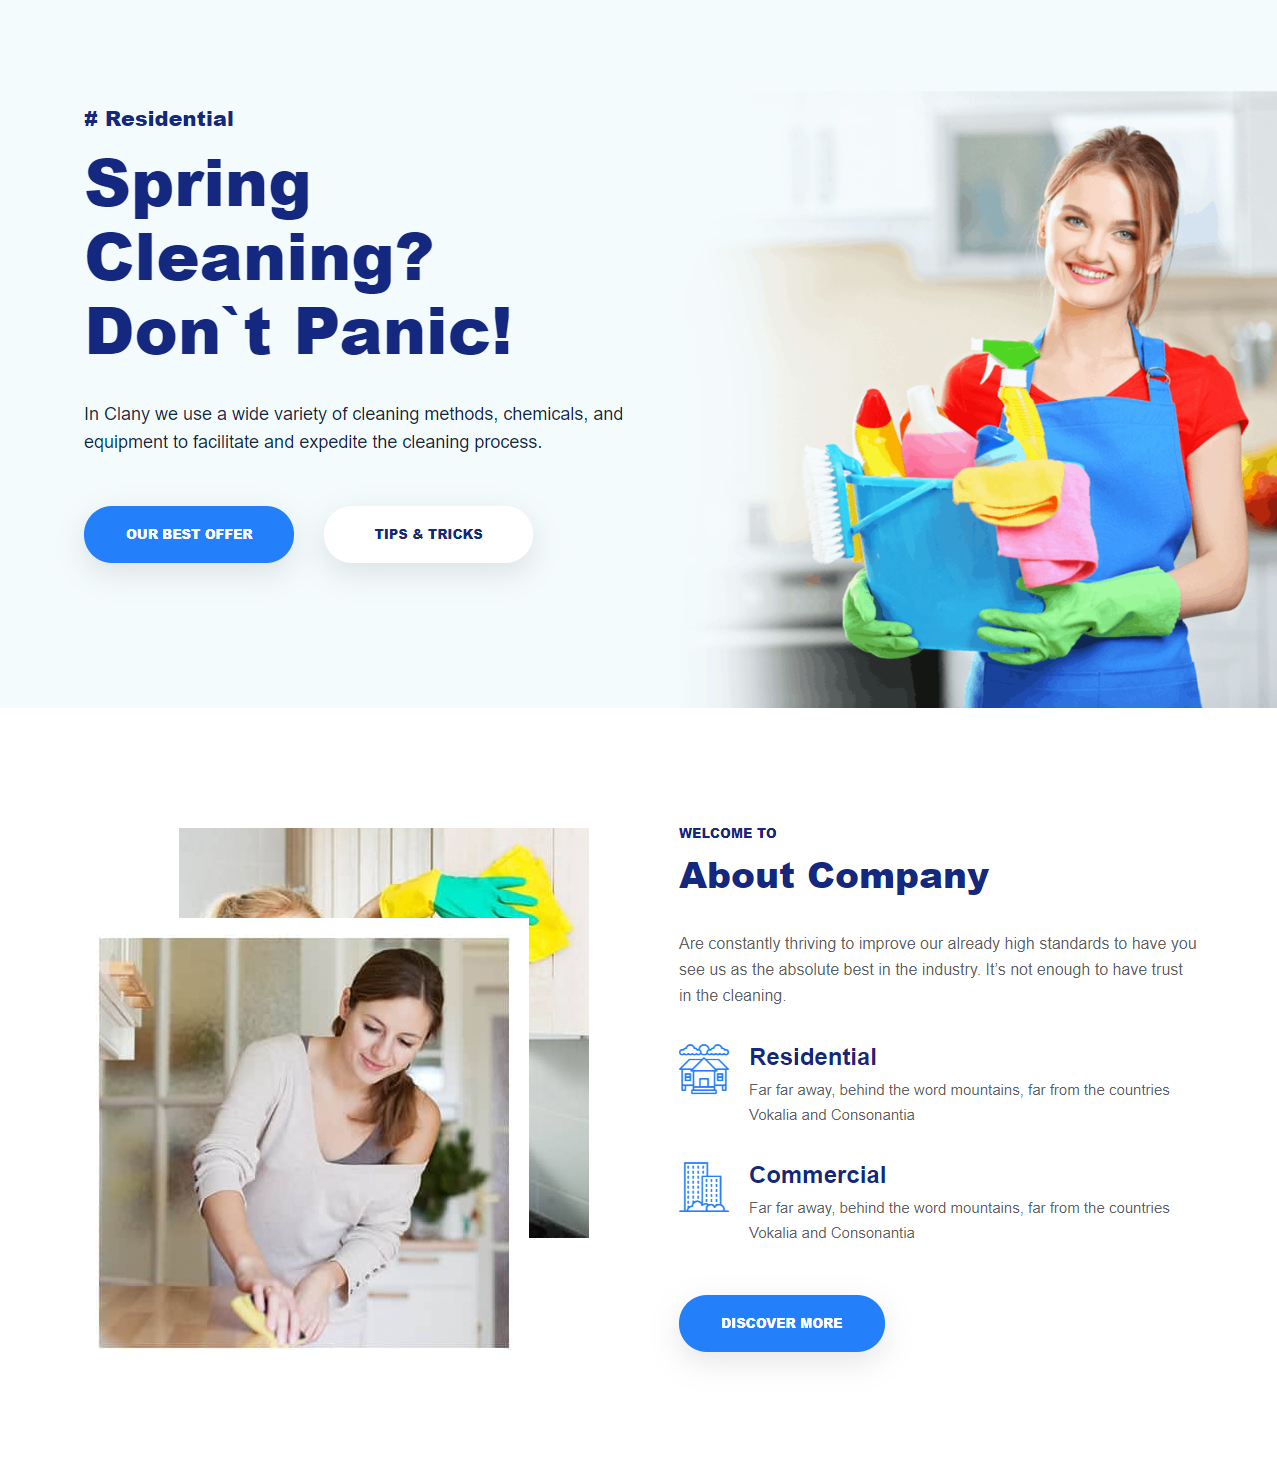 # Residential
Spring
Cleaning?
Don`t Panic!
In Clany we use a wide variety of cleaning methods, chemicals, and
equipment to facilitate and expedite the cleaning process.
OUR BEST OFFER
TIPS & TRICKS
WELCOME TO
About Company
Are constantly thriving to improve our already high standards to have you
see us as the absolute best in the industry. It’s not enough to have trust
in the cleaning.
Residential
Far far away, behind the word mountains, far from the countries
Vokalia and Consonantia
Commercial
Far far away, behind the word mountains, far from the countries
Vokalia and Consonantia
DISCOVER MORE